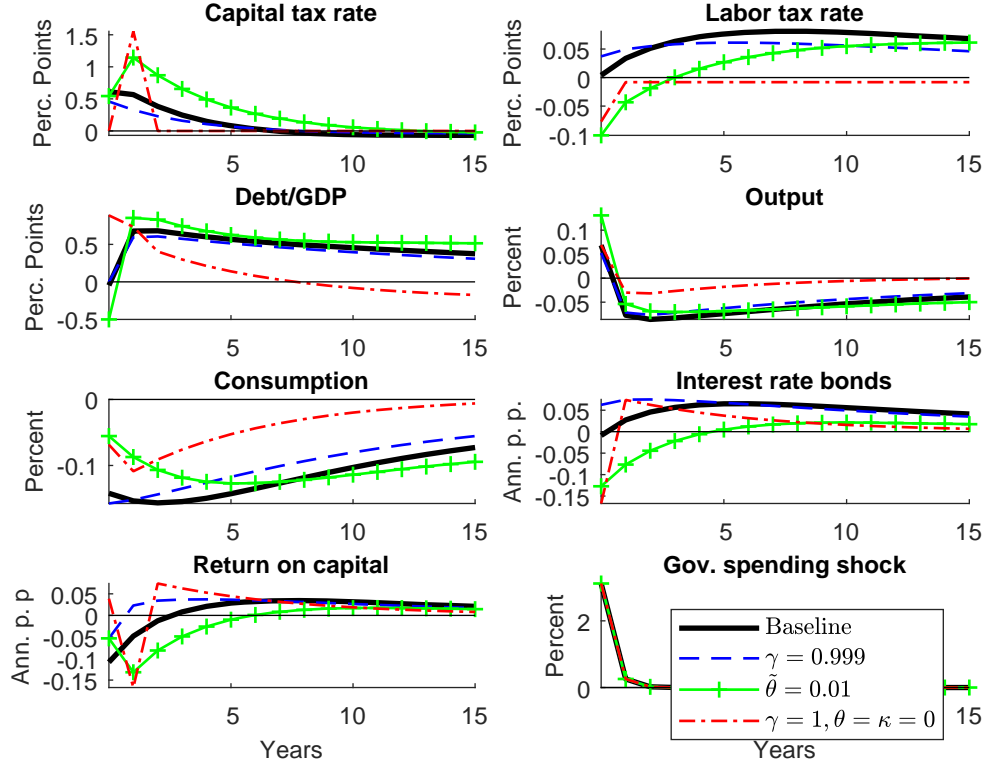 Capital tax rate
Perc. Points
1.5
1
0.5
0
5
10
15
Labor tax rate
Perc. Points
0.05
0
-0.05
-0.1
5
10
15
Debt/GDP
Perc. Points
0.5
0
-0.5
5
10
15
Output
Percent
0.1
0.05
0
-0.05
5
10
15
Consumption
Percent
0
-0.1
5
10
15
Interest rate bonds
Ann. p. p.
0.05
0
-0.05
-0.1
-0.15
5
10
15
Return on capital
Ann. p. p
0.05
0
-0.05
-0.1
-0.15
5
10
15
Years
Gov. spending shock
Percent
2
0
15
Years
Baseline
γ = 0.999
θ̃ = 0.01
γ = 1, θ = κ = 0